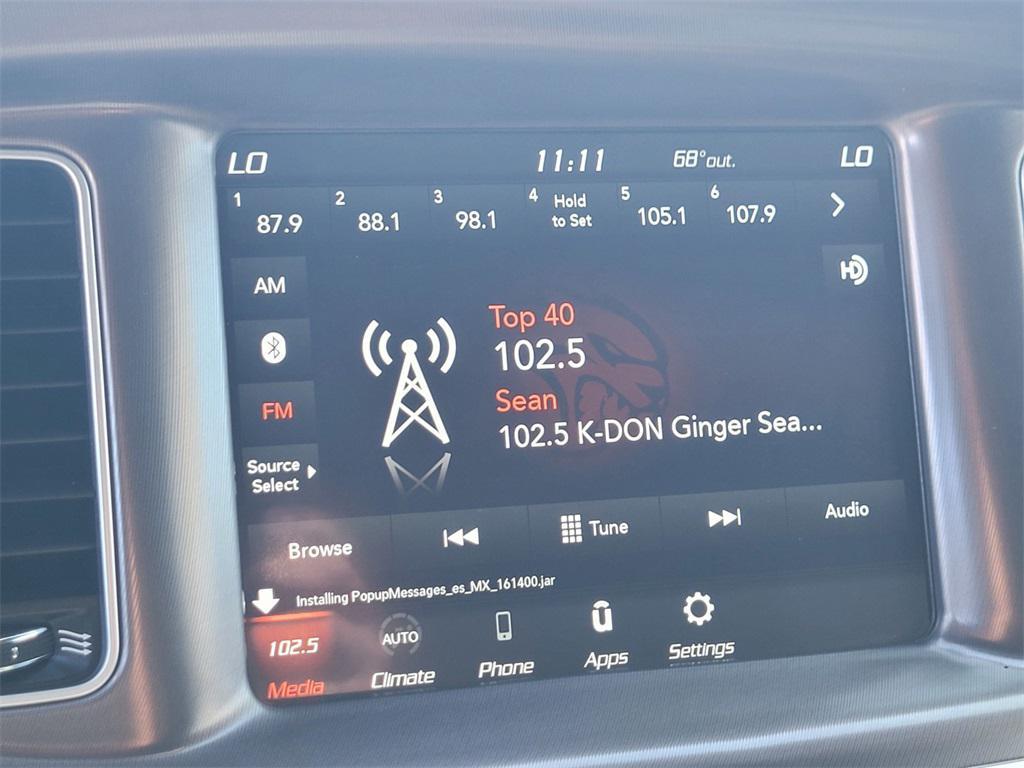 LO 11:11 68°out. LO
1 2 3 4 5 6
87.9 88.1 98.1 Hold to Set 105.1 107.9
AM
HD
Top 40
102.5
FM
Sean
102.5 K-DON Ginger Sea...
Source
Select
Browse Tune Audio
Installing PopupMessages_es_MX_161400.jar
102.5 AUTO
Media Climate Phone Apps Settings